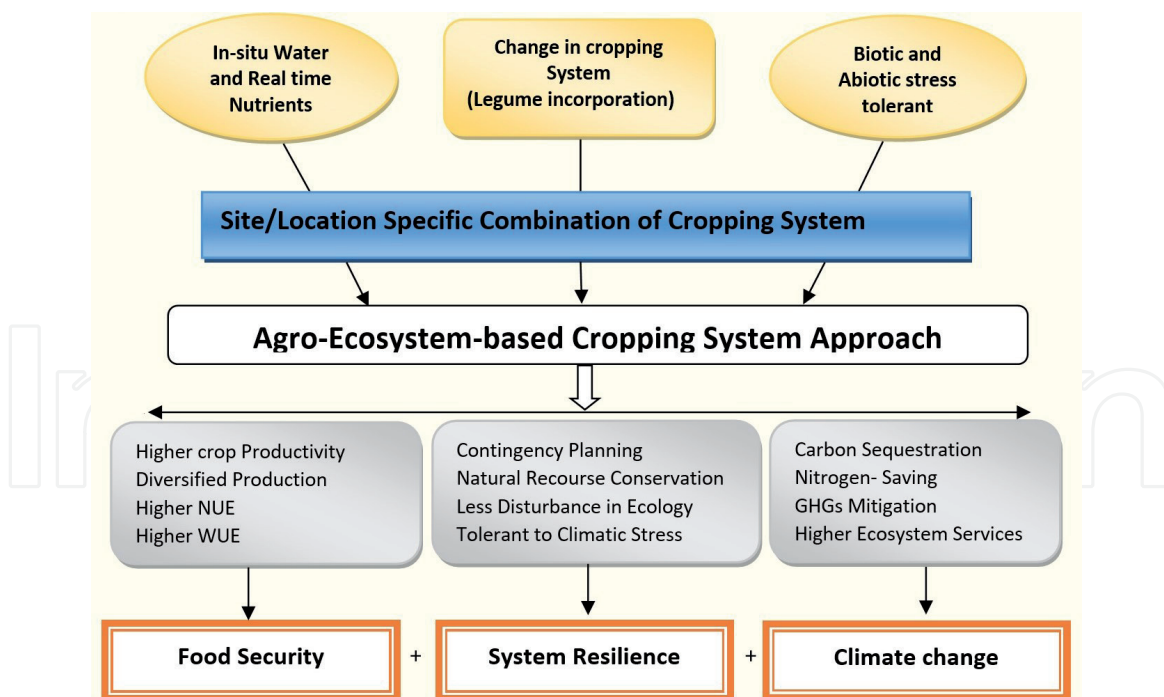 In-situ Water
and Real time
Nutrients
Change in cropping
System
(Legume incorporation)
Biotic and
Abiotic stress
tolerant
Site/Location Specific Combination of Cropping System
Agro-Ecosystem-based Cropping System Approach
Higher crop Productivity
Diversified Production
Higher NUE
Higher WUE
Contingency Planning
Natural Recourse Conservation
Less Disturbance in Ecology
Tolerant to Climatic Stress
Carbon Sequestration
Nitrogen- Saving
GHGs Mitigation
Higher Ecosystem Services
Food Security + System Resilience + Climate change